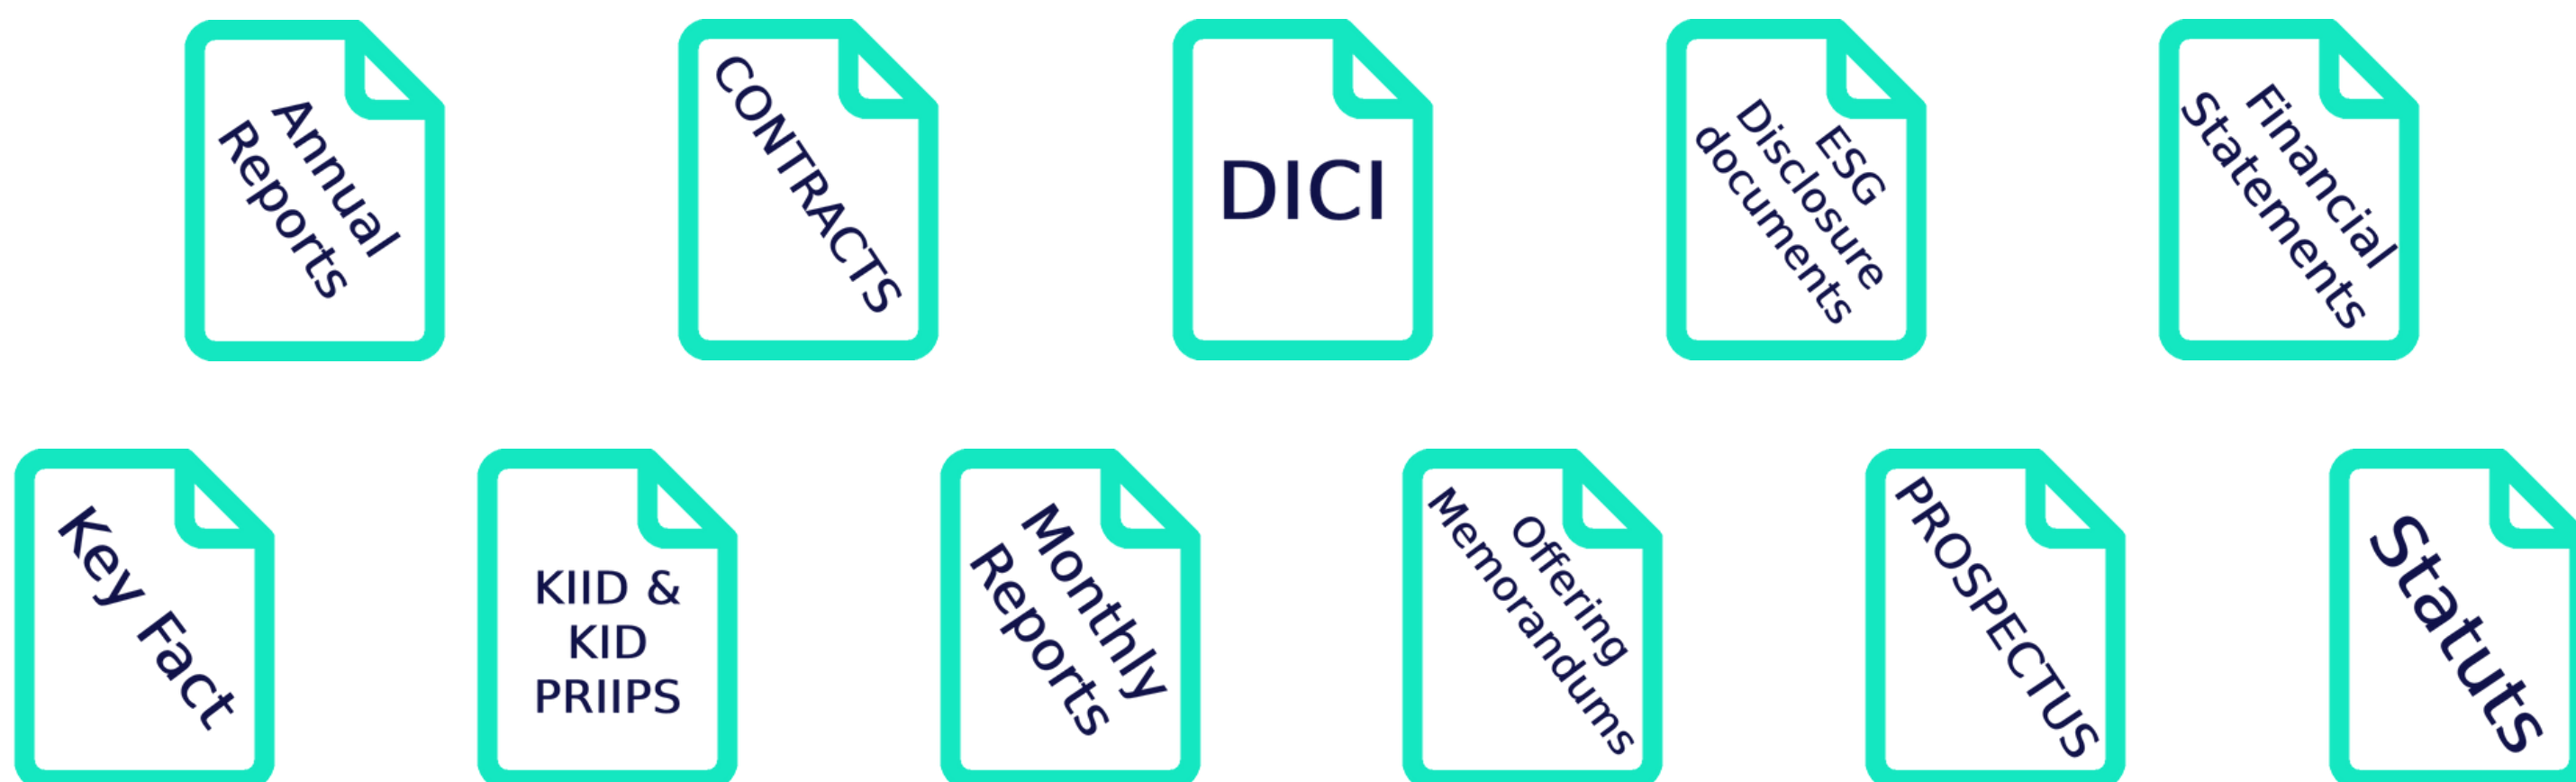 Annual
Reports
CONTRACTS
DICI
ESG
Disclosure
documents
Financial
Statements
Key Fact
KIID &
KID
PRIIPS
Monthly
Reports
Offering
Memorandums
PROSPECTUS
Statuts